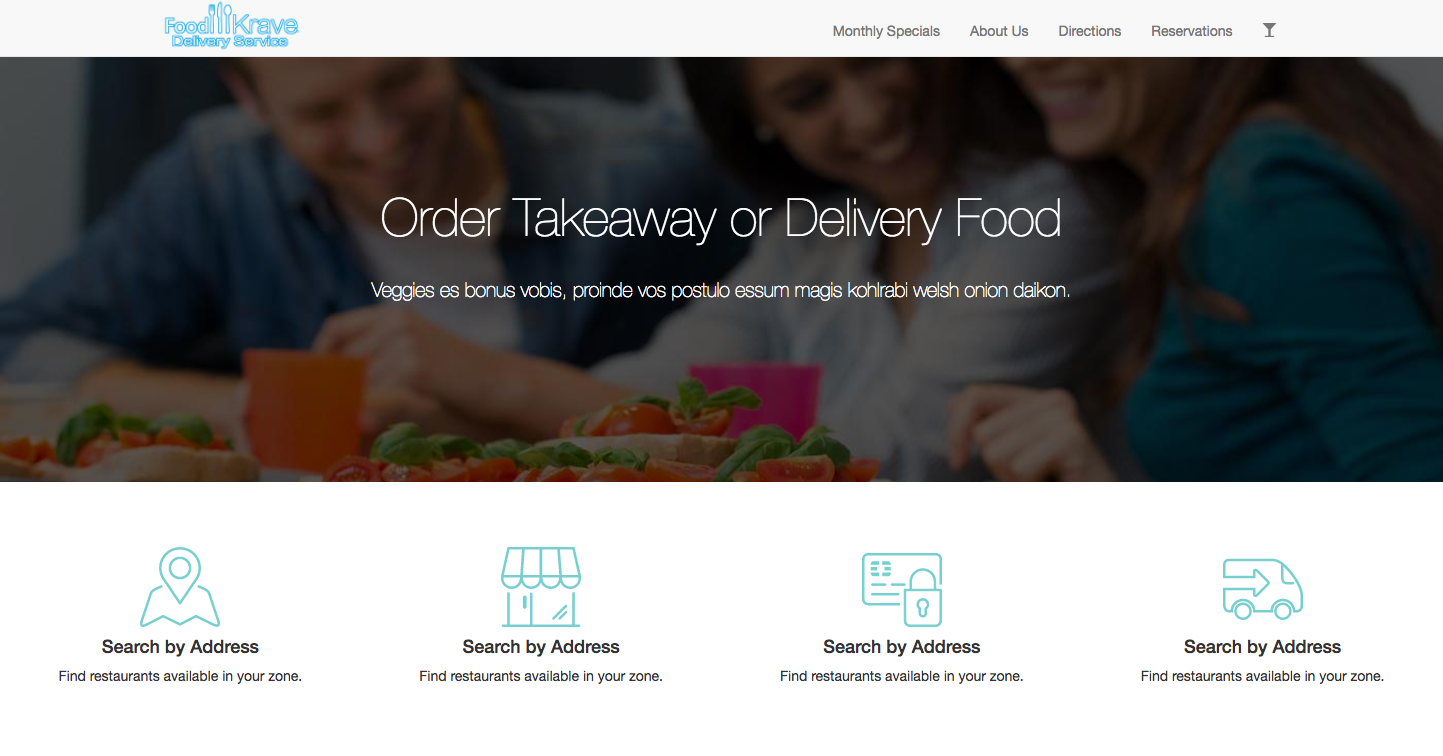 Food Krave
Delivery Service
Monthly Specials About Us Directions Reservations
Order Takeaway or Delivery Food
Veggies es bonus vobis, proinde vos postulo essum magis kohlrabi welsh onion daikon.
Search by Address Search by Address Search by Address Search by Address
Find restaurants available in your zone. Find restaurants available in your zone. Find restaurants available in your zone. Find restaurants available in your zone.